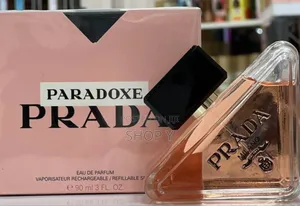 PARADOXE
PRADA
EAU DE PARFUM
VAPORISATEUR RECHARGEABLE / REFILLABLE
℮ 90 ml 3 FL. OZ
PRADA